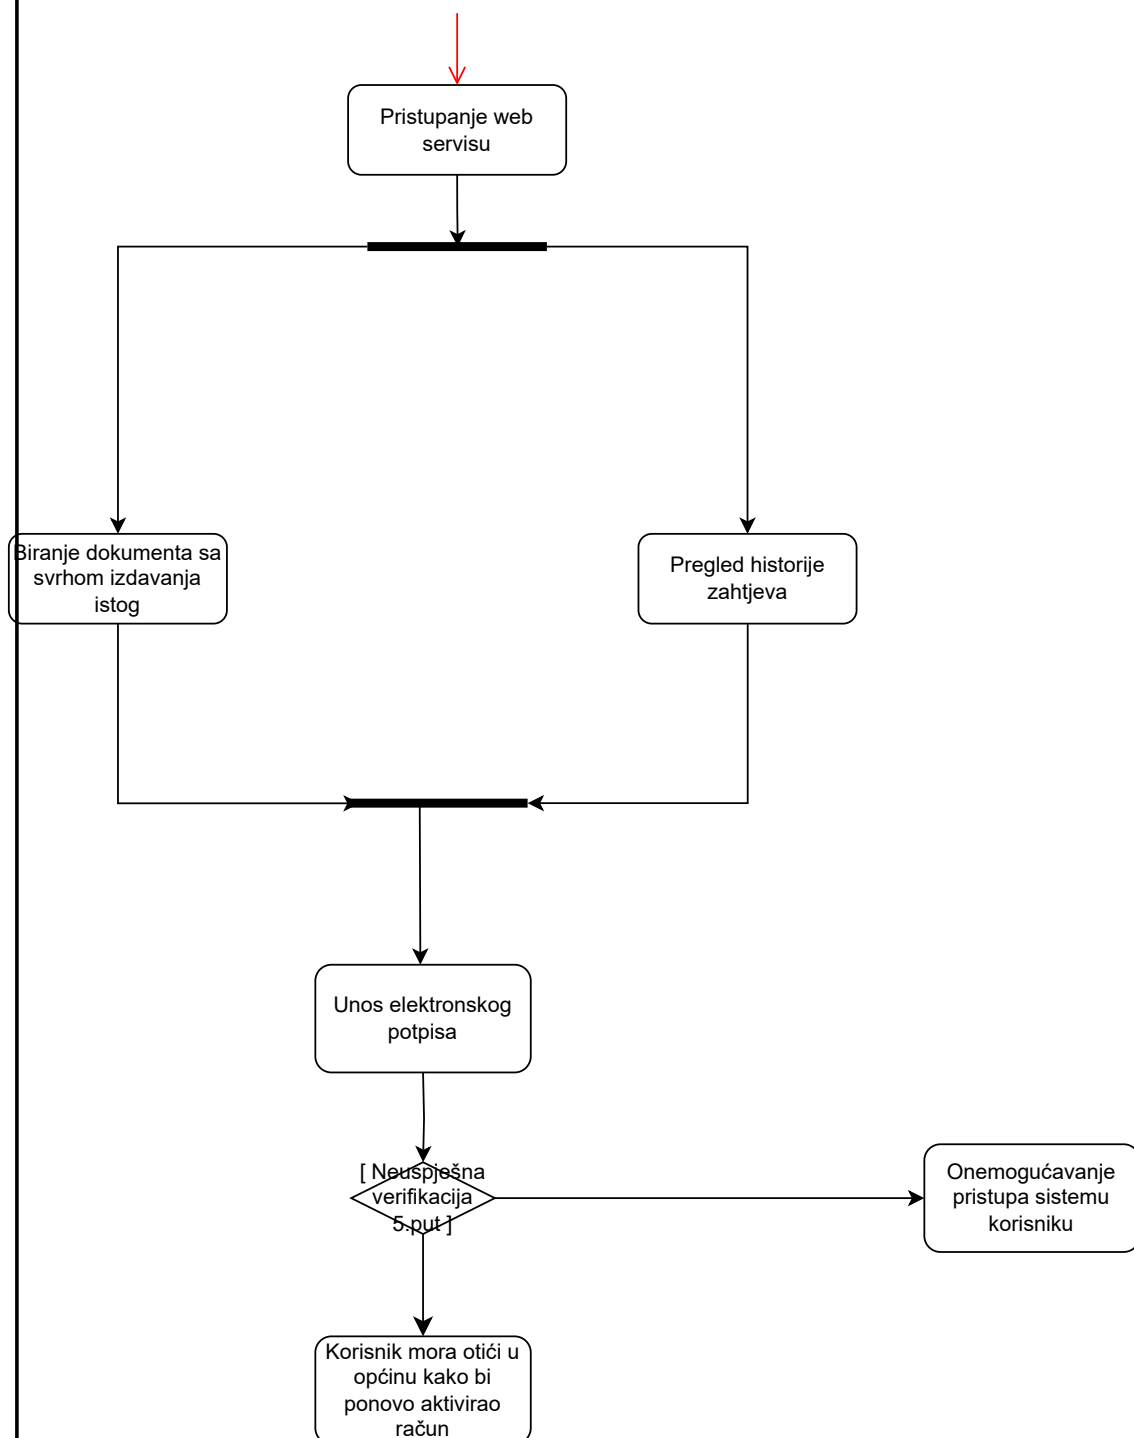 Pristupanje web
servisu
Biranje dokumenta sa
svrhom izdavanja
istog
Pregled historije
zahtjeva
Unos elektronskog
potpisa
[ Neuspješna
verifikacija
5.put ]
Onemogućavanje
pristupa sistemu
korisniku
Korisnik mora otići u
općinu kako bi
ponovo aktivirao
račun